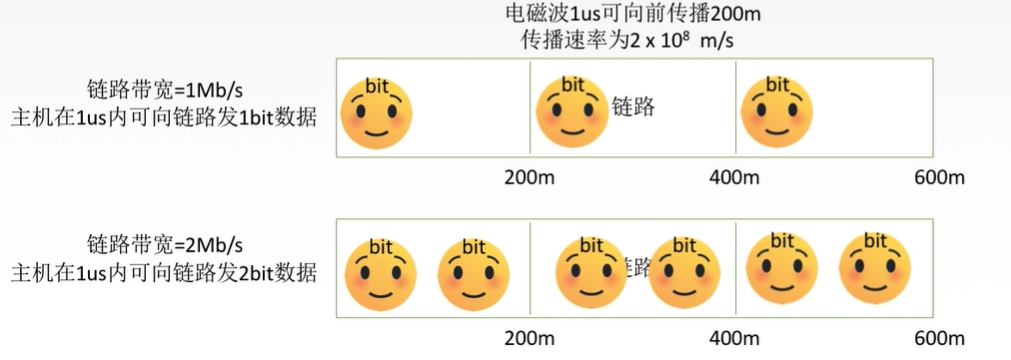 电磁波1us可向前传播200m
传播速率为2 x 10⁸ m/s
链路带宽=1Mb/s
主机在1us内可向链路发1bit数据
bit
bit
链路
bit
200m
400m
600m
链路带宽=2Mb/s
主机在1us内可向链路发2bit数据
bit
bit
bit
链路
bit
bit
bit
200m
400m
600m